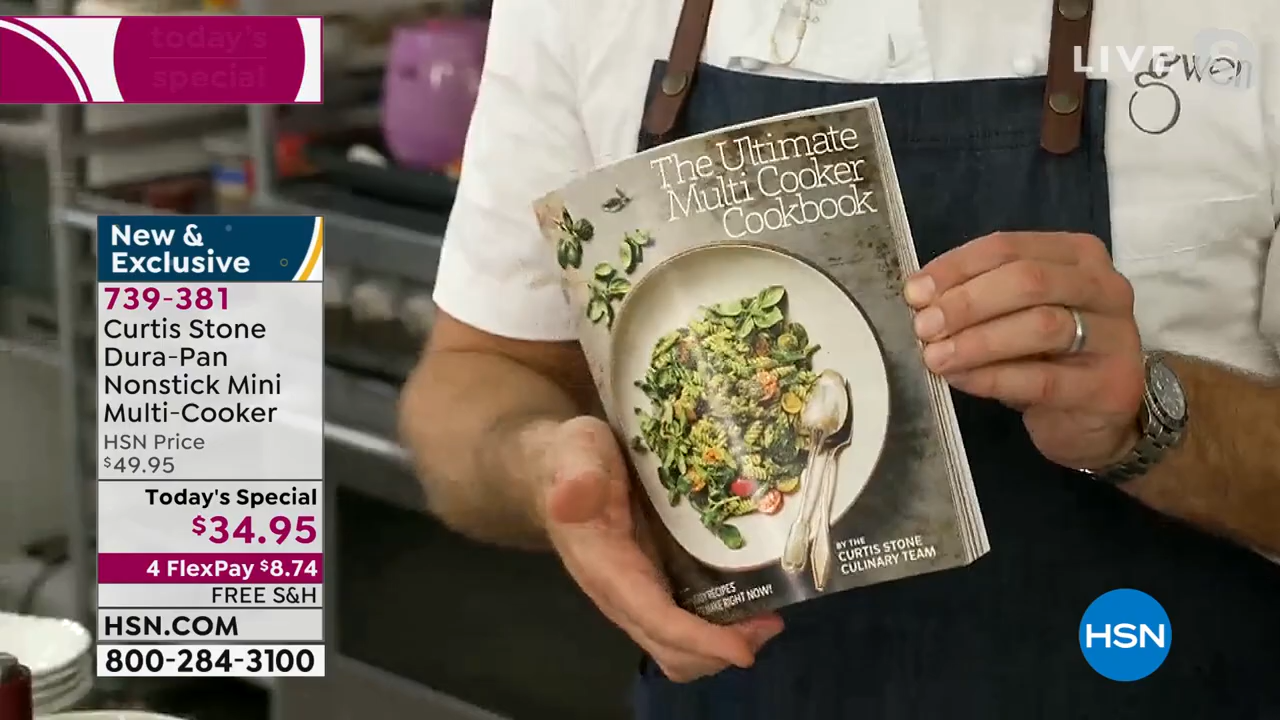 today's
special
LIVE
gwen
New &
Exclusive
739-381
Curtis Stone
Dura-Pan
Nonstick Mini
Multi-Cooker
HSN Price
$49.95
Today's Special
$34.95
4 FlexPay $8.74
FREE S&H
HSN.COM
800-284-3100
The Ultimate
Multi Cooker
Cookbook
BY THE
CURTIS STONE
CULINARY TEAM
RECIPES
MAKE RIGHT NOW!
HSN